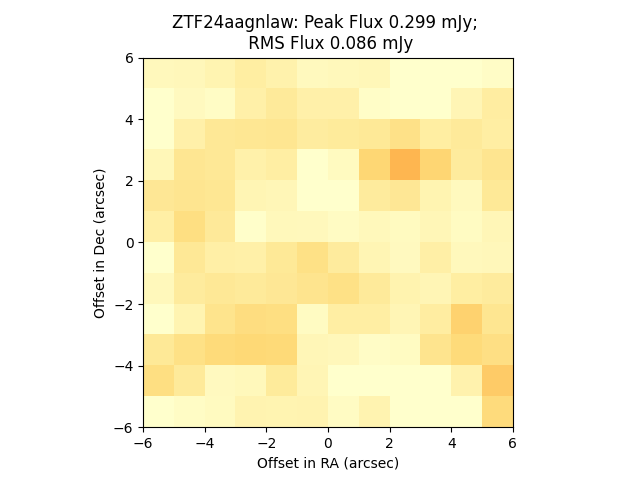 ZTF24aagnlaw: Peak Flux 0.299 mJy;
RMS Flux 0.086 mJy
6
4
2
0
−2
−4
−6
Offset in Dec (arcsec)
−6 −4 −2 0 2 4 6
Offset in RA (arcsec)